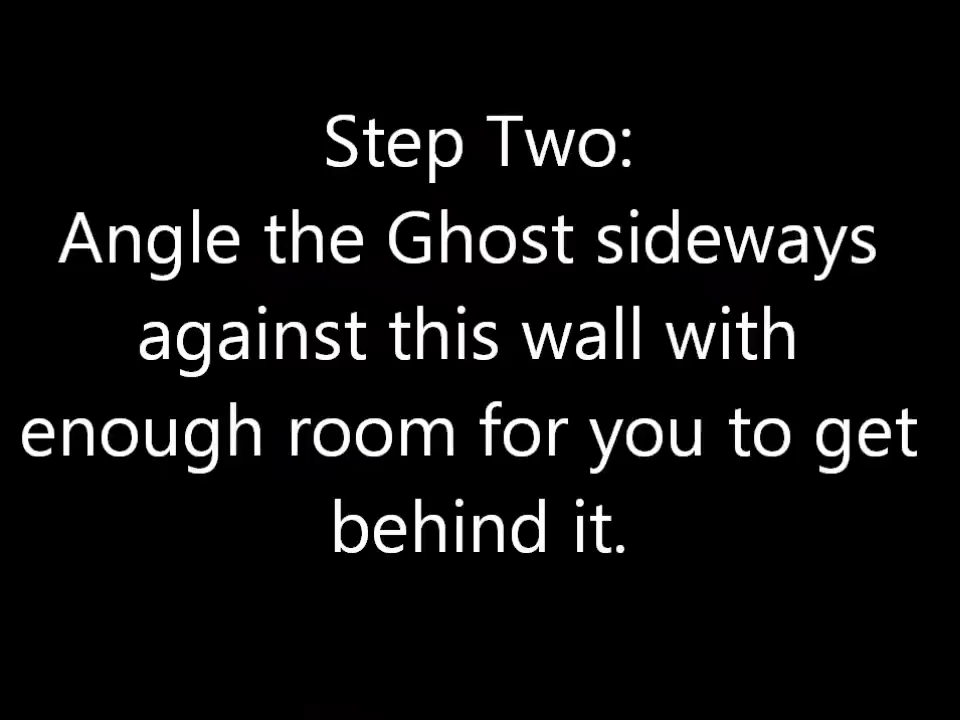 Step Two:
Angle the Ghost sideways
against this wall with
enough room for you to get
behind it.